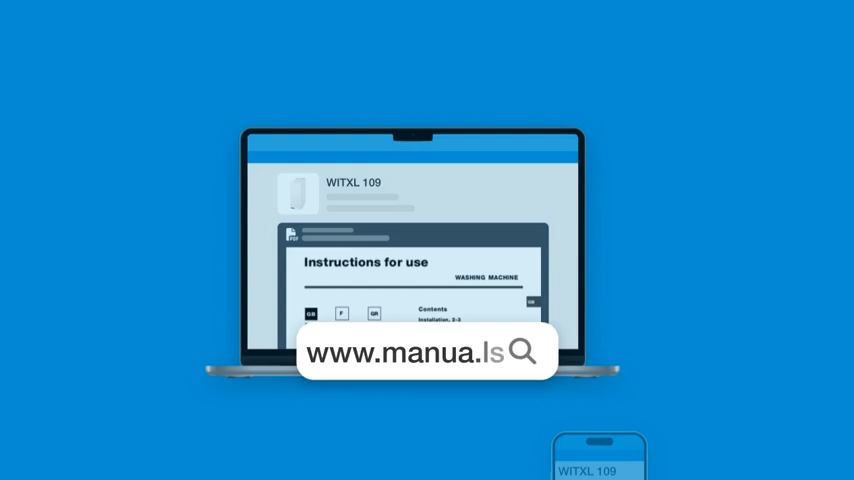 WITXL 109
PDF
Instructions for use
WASHING MACHINE
GB
GB F GR
Contents
Installation, 2-3
www.manua.ls
WITXL 109